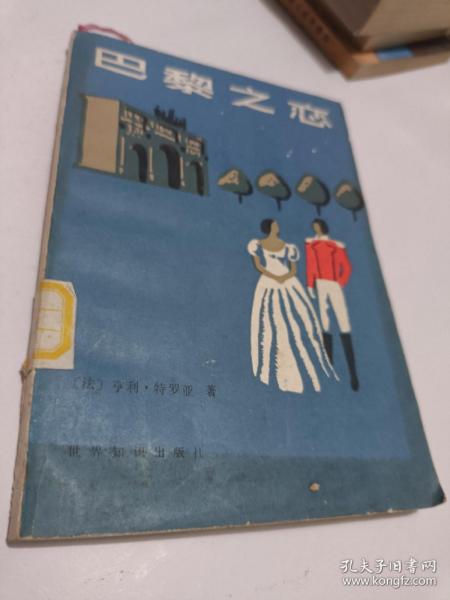 巴黎之恋
〔法〕亨利·特罗亚 著
世界知识出版社
孔夫子旧书网
www.kongfz.com